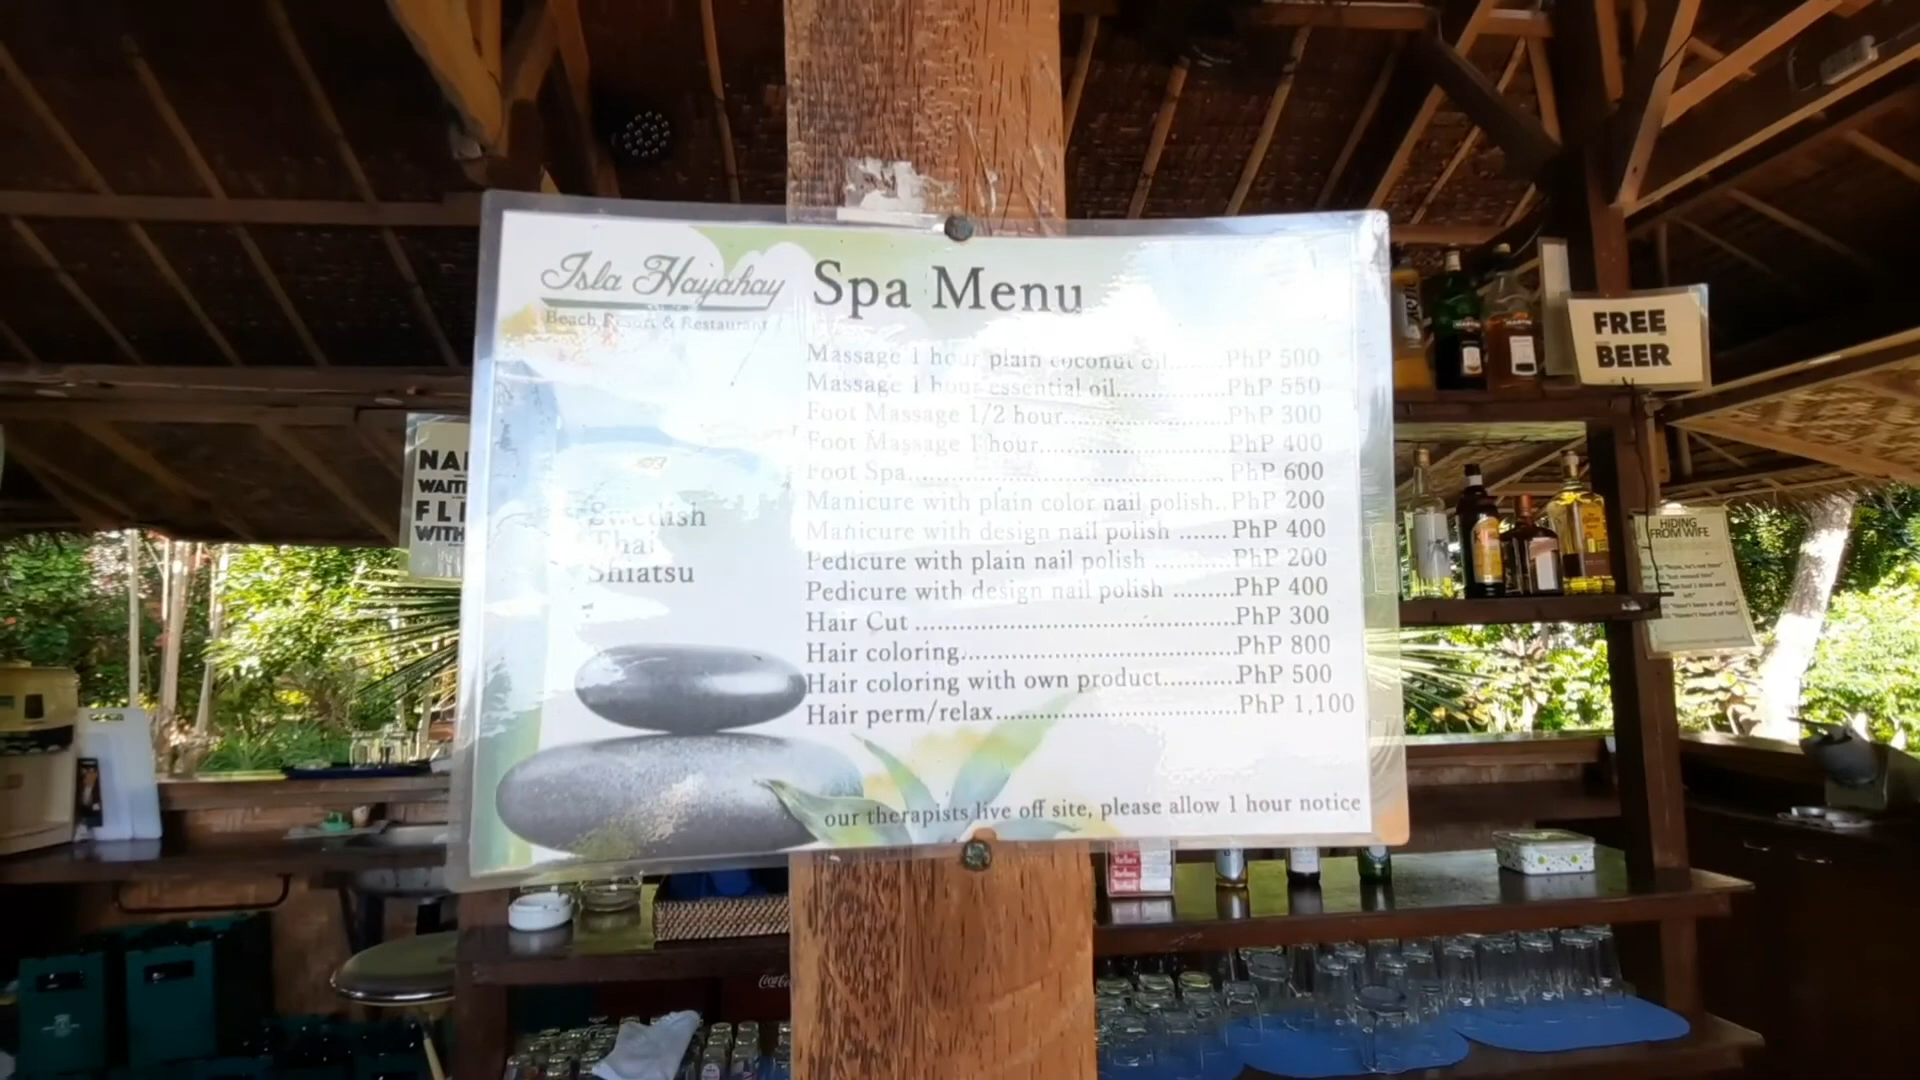 Isla Hayahay
Beach Resort & Restaurant
Spa Menu
Massage 1 hour plain coconut oil.......PhP 500
Massage 1 hour essential oil...............PhP 550
Foot Massage 1/2 hour......................PhP 300
Foot Massage 1 hour.........................PhP 400
Foot Spa............................................PhP 600
Manicure with plain color nail polish..PhP 200
Manicure with design nail polish .......PhP 400
Pedicure with plain nail polish ...........PhP 200
Pedicure with design nail polish .........PhP 400
Hair Cut .............................................PhP 300
Hair coloring.......................................PhP 800
Hair coloring with own product..........PhP 500
Hair perm/relax..................................PhP 1,100
our therapists live off site, please allow 1 hour notice
Swedish
Thai
Shiatsu
FREE
BEER
HIDING
FROM WIFE
WITH